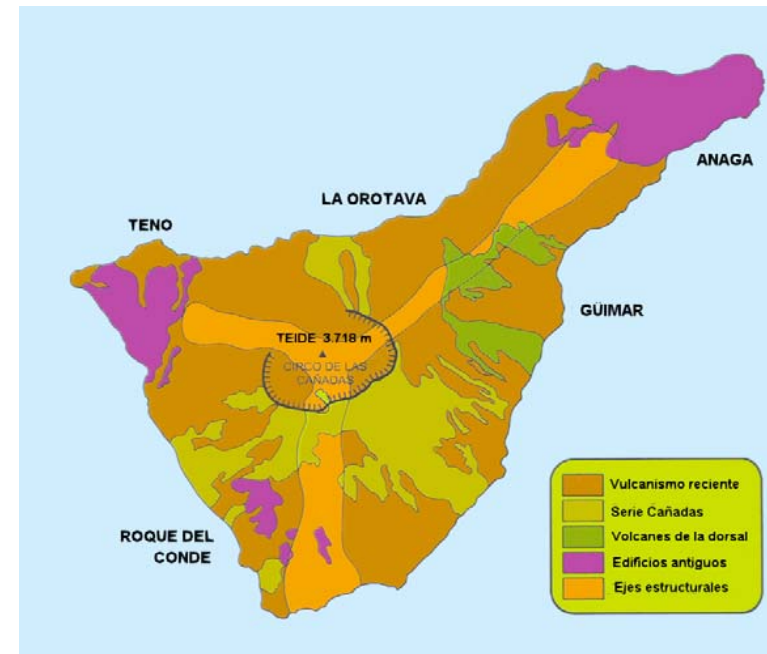 ANAGA
LA OROTAVA
TENO
GÜIMAR
TEIDE 3.718 m
CIRCO DE LAS
CAÑADAS
ROQUE DEL
CONDE
Vulcanismo reciente
Serie Cañadas
Volcanes de la dorsal
Edificios antiguos
Ejes estructurales